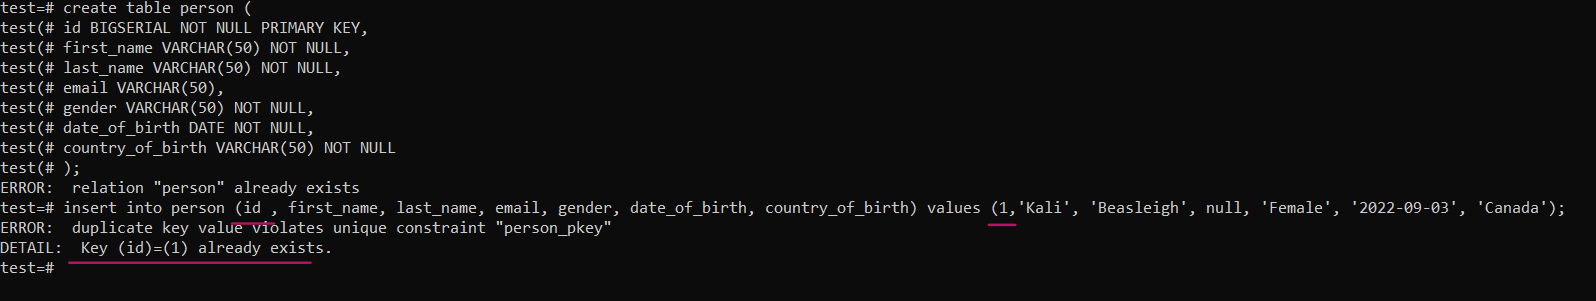 test=# create table person (
test(# id BIGSERIAL NOT NULL PRIMARY KEY,
test(# first_name VARCHAR(50) NOT NULL,
test(# last_name VARCHAR(50) NOT NULL,
test(# email VARCHAR(50),
test(# gender VARCHAR(50) NOT NULL,
test(# date_of_birth DATE NOT NULL,
test(# country_of_birth VARCHAR(50) NOT NULL
test(# );
ERROR:  relation "person" already exists
test=# insert into person (id , first_name, last_name, email, gender, date_of_birth, country_of_birth) values (1,'Kali', 'Beasleigh', null, 'Female', '2022-09-03', 'Canada');
ERROR:  duplicate key value violates unique constraint "person_pkey"
DETAIL:  Key (id)=(1) already exists.
test=#